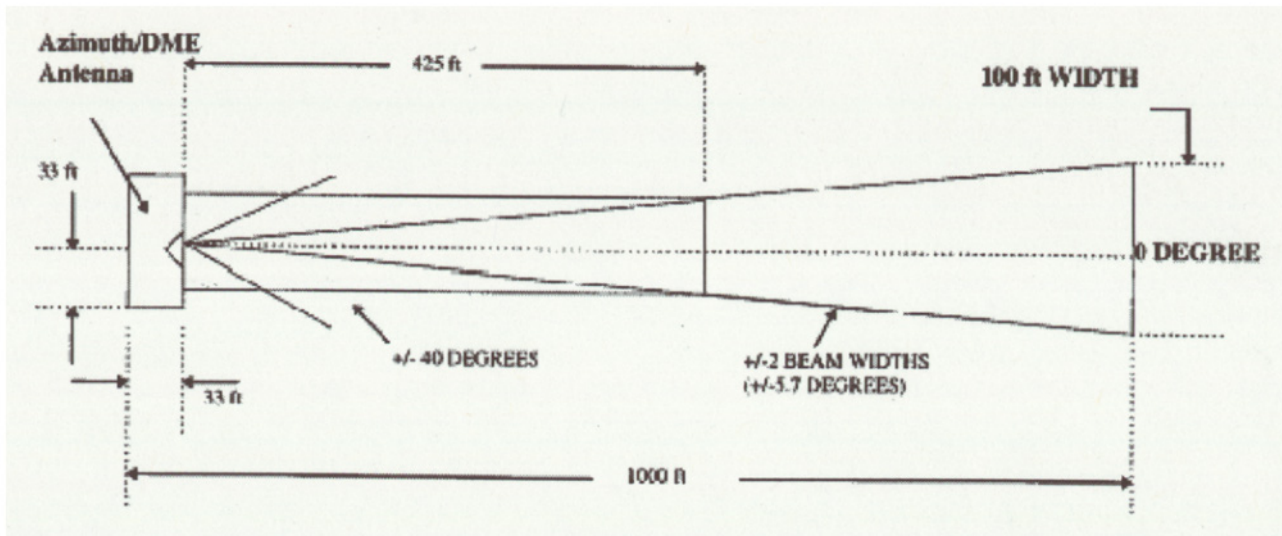 Azimuth/DME
Antenna
425 ft
100 ft WIDTH
33 ft
0 DEGREE
+/- 40 DEGREES
+/-2 BEAM WIDTHS
(+/-5.7 DEGREES)
33 ft
1000 ft